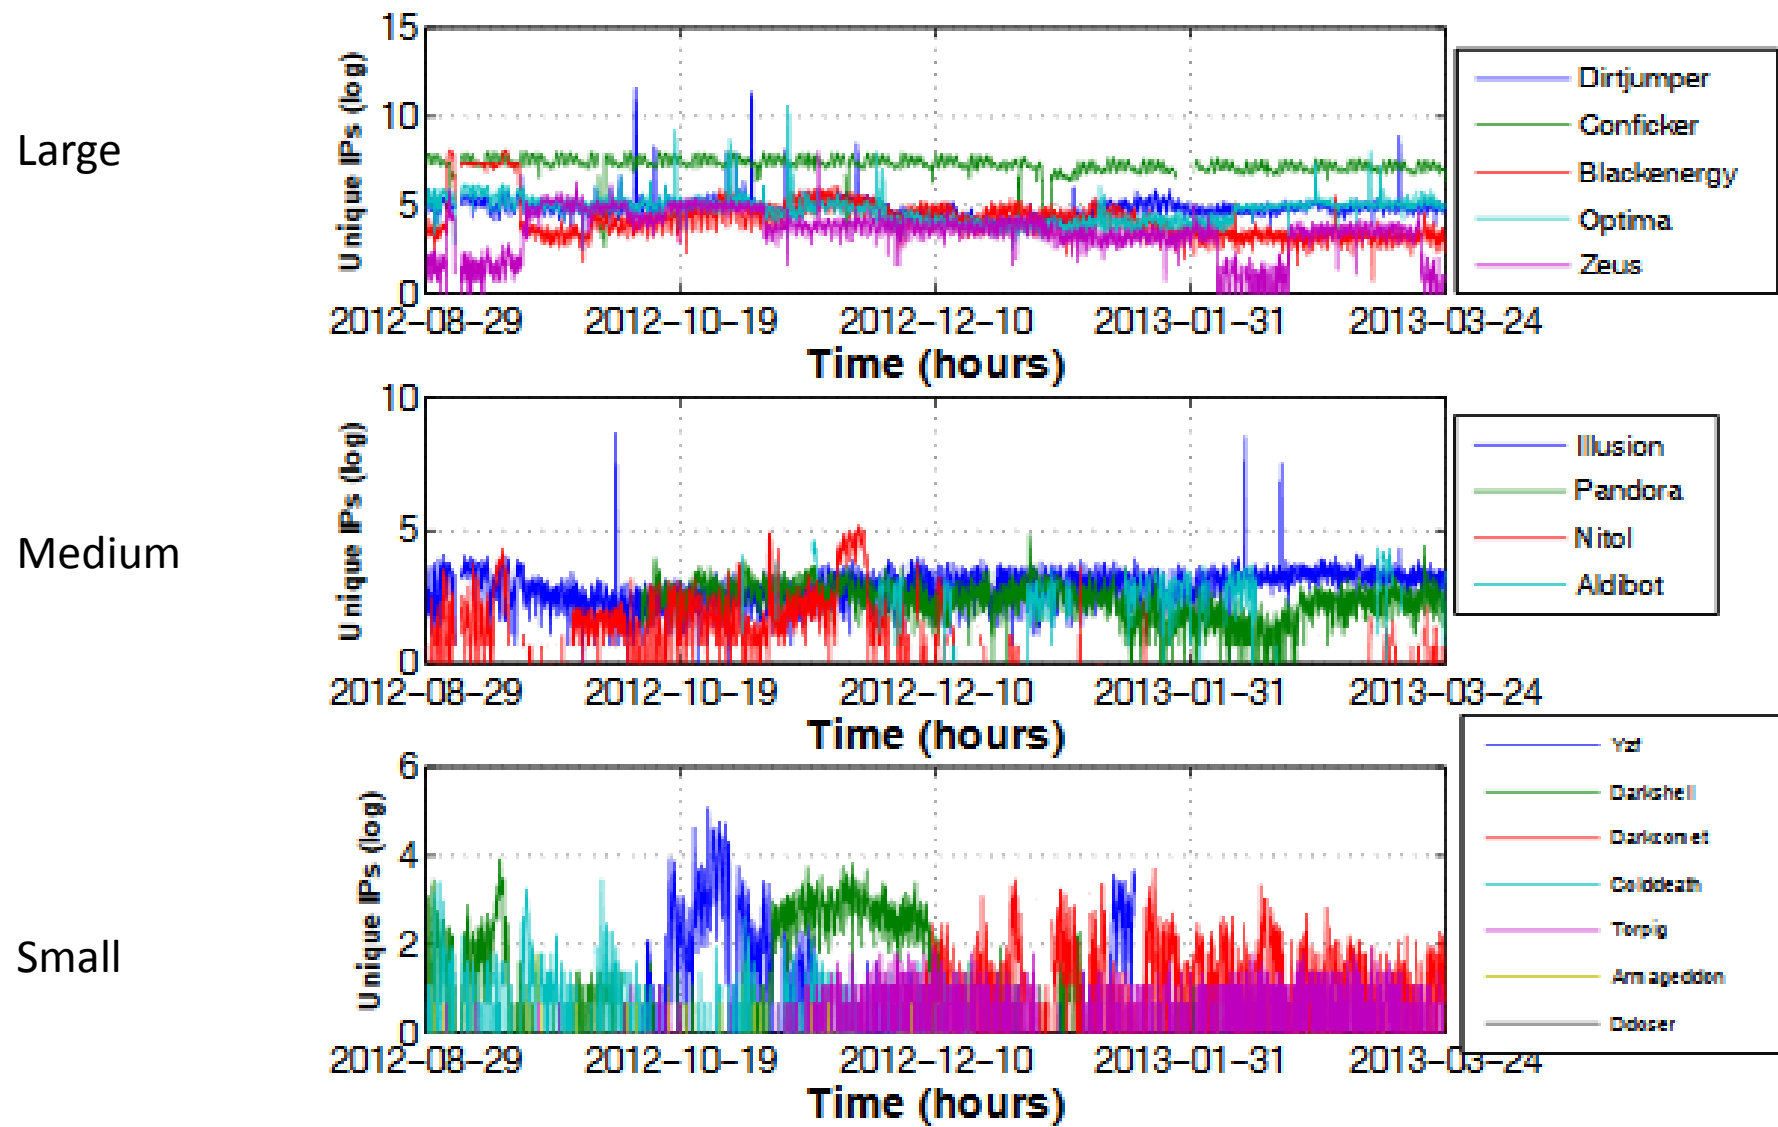 Large
Unique IPs (log)
15
10
5
0
2012-08-29
2012-10-19
2012-12-10
2013-01-31
2013-03-24
Time (hours)
Dirtjumper
Conficker
Blackenergy
Optima
Zeus
Medium
Unique IPs (log)
10
5
0
2012-08-29
2012-10-19
2012-12-10
2013-01-31
2013-03-24
Time (hours)
Illusion
Pandora
Nitol
Aldibot
Small
Unique IPs (log)
6
4
2
0
2012-08-29
2012-10-19
2012-12-10
2013-01-31
2013-03-24
Time (hours)
Yzf
Darkshell
Darkcomet
Colddeath
Torpig
Armageddon
Ddoser